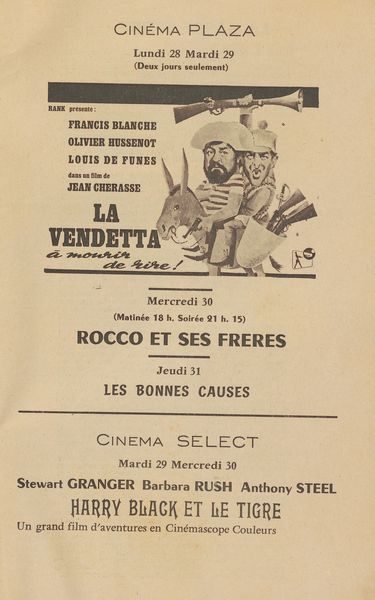 CINÉMA PLAZA
Lundi 28 Mardi 29
(Deux jours seulement)
RANK présente:
FRANCIS BLANCHE
OLIVIER HUSSENOT
LOUIS DE FUNES
dans un film de
JEAN CHERASSE
LA
VENDETTA
à mourir
de rire!
Mercredi 30
(Matinée 18 h. Soirée 21 h. 15)
ROCCO ET SES FRERES
Jeudi 31
LES BONNES CAUSES
CINEMA SELECT
Mardi 29 Mercredi 30
Stewart GRANGER Barbara RUSH Anthony STEEL
HARRY BLACK ET LE TIGRE
Un grand film d'aventures en Cinémascope Couleurs